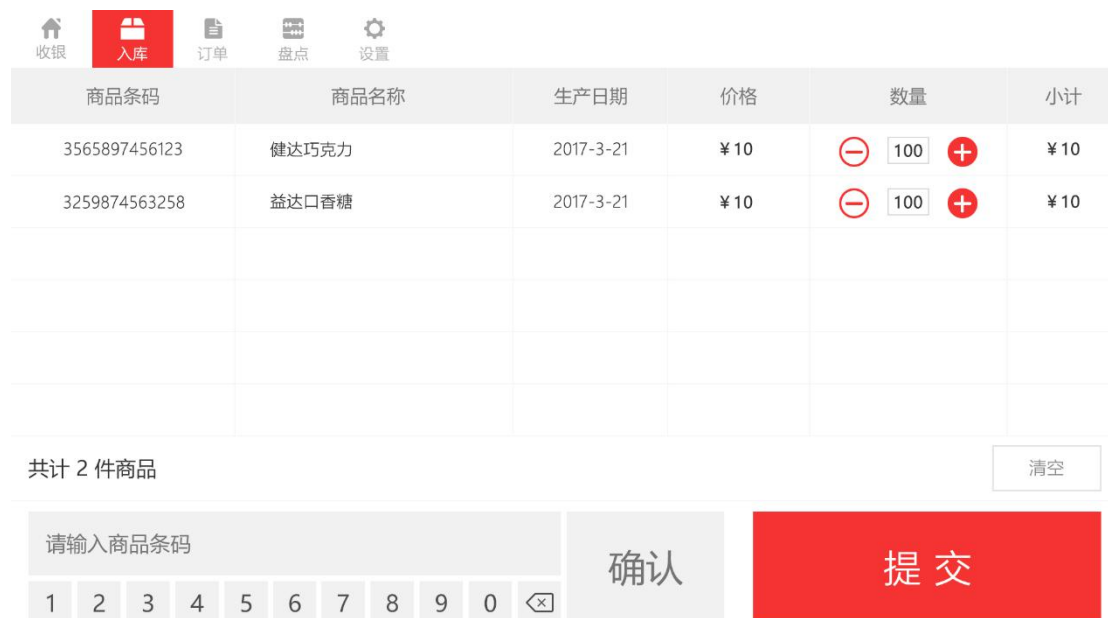 收银 入库 订单 盘点 设置
商品条码 商品名称 生产日期 价格 数量 小计
3565897456123 健达巧克力 2017-3-21 ¥10 100 ¥10
3259874563258 益达口香糖 2017-3-21 ¥10 100 ¥10
共计 2 件商品 清空
请输入商品条码
确认 提交
1 2 3 4 5 6 7 8 9 0